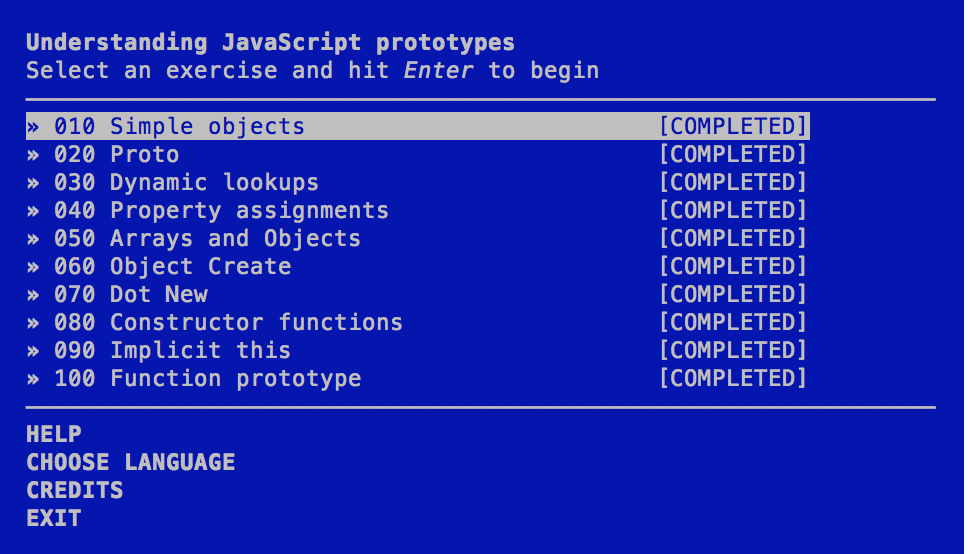 Understanding JavaScript prototypes
Select an exercise and hit Enter to begin
» 010 Simple objects [COMPLETED]
» 020 Proto [COMPLETED]
» 030 Dynamic lookups [COMPLETED]
» 040 Property assignments [COMPLETED]
» 050 Arrays and Objects [COMPLETED]
» 060 Object Create [COMPLETED]
» 070 Dot New [COMPLETED]
» 080 Constructor functions [COMPLETED]
» 090 Implicit this [COMPLETED]
» 100 Function prototype [COMPLETED]
HELP
CHOOSE LANGUAGE
CREDITS
EXIT